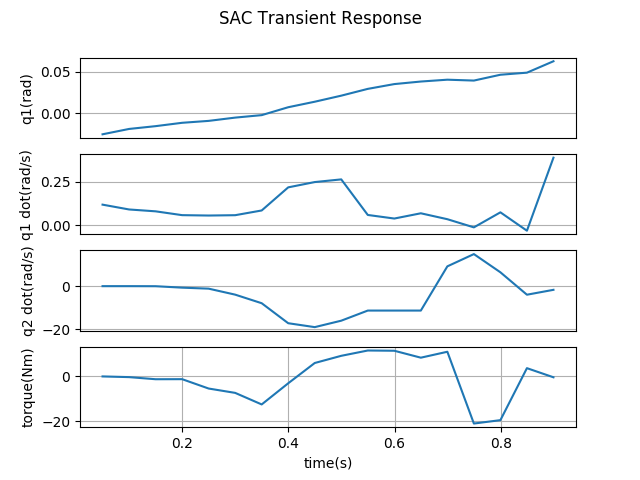 SAC Transient Response
0.05
0.00
q1(rad)
0.25
0.00
q1 dot(rad/s)
0
−20
q2 dot(rad/s)
0
−20
torque(Nm)
0.2 0.4 0.6 0.8
time(s)